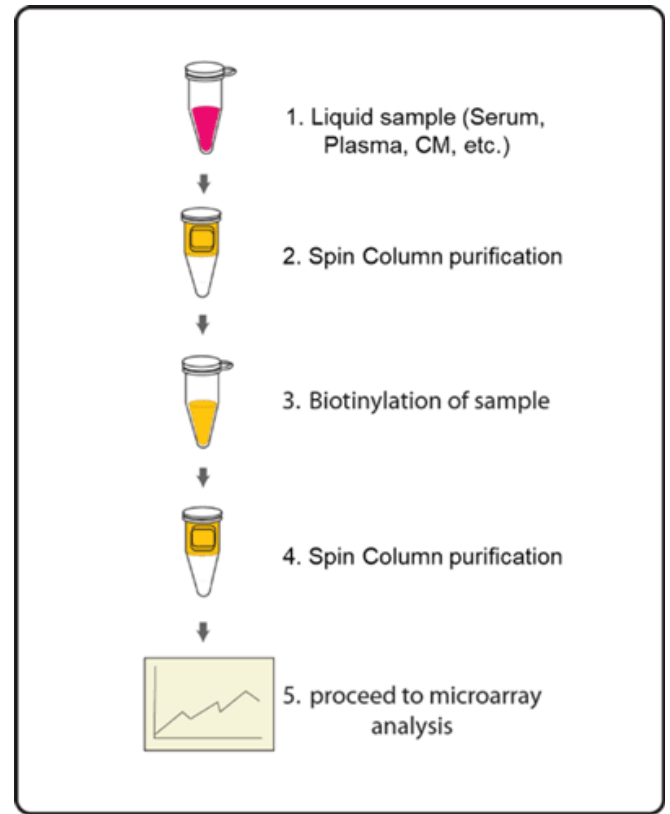 1. Liquid sample (Serum,
Plasma, CM, etc.)
2. Spin Column purification
3. Biotinylation of sample
4. Spin Column purification
5. proceed to microarray
analysis